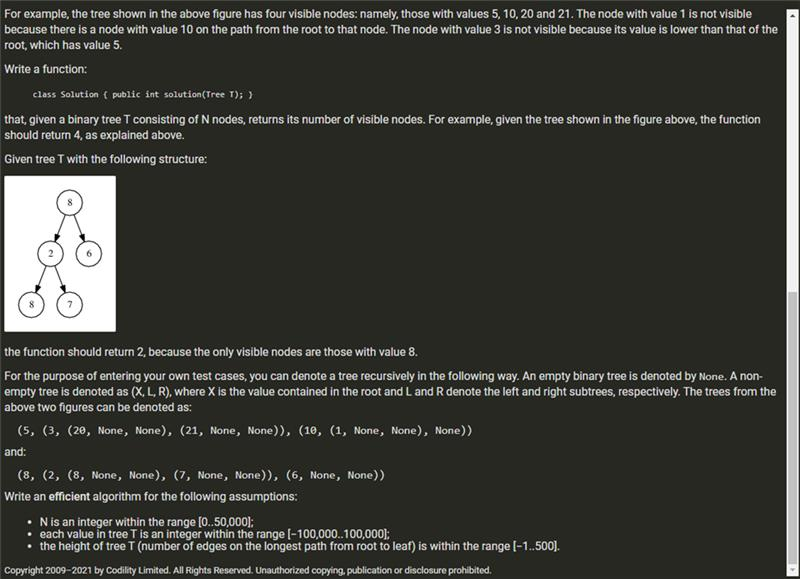 For example, the tree shown in the above figure has four visible nodes: namely, those with values 5, 10, 20 and 21. The node with value 1 is not visible
because there is a node with value 10 on the path from the root to that node. The node with value 3 is not visible because its value is lower than that of the
root, which has value 5.
Write a function:
class Solution { public int solution(Tree T); }
that, given a binary tree T consisting of N nodes, returns its number of visible nodes. For example, given the tree shown in the figure above, the function
should return 4, as explained above.
Given tree T with the following structure:
8
2 6
8 7
the function should return 2, because the only visible nodes are those with value 8.
For the purpose of entering your own test cases, you can denote a tree recursively in the following way. An empty binary tree is denoted by None. A non-
empty tree is denoted as (X, L, R), where X is the value contained in the root and L and R denote the left and right subtrees, respectively. The trees from the
above two figures can be denoted as:
(5, (3, (20, None, None), (21, None, None)), (10, (1, None, None), None))
and:
(8, (2, (8, None, None), (7, None, None)), (6, None, None))
Write an efficient algorithm for the following assumptions:
• N is an integer within the range [0..50,000];
• each value in tree T is an integer within the range [−100,000..100,000];
• the height of tree T (number of edges on the longest path from root to leaf) is within the range [−1..500].
Copyright 2009–2021 by Codility Limited. All Rights Reserved. Unauthorized copying, publication or disclosure prohibited.